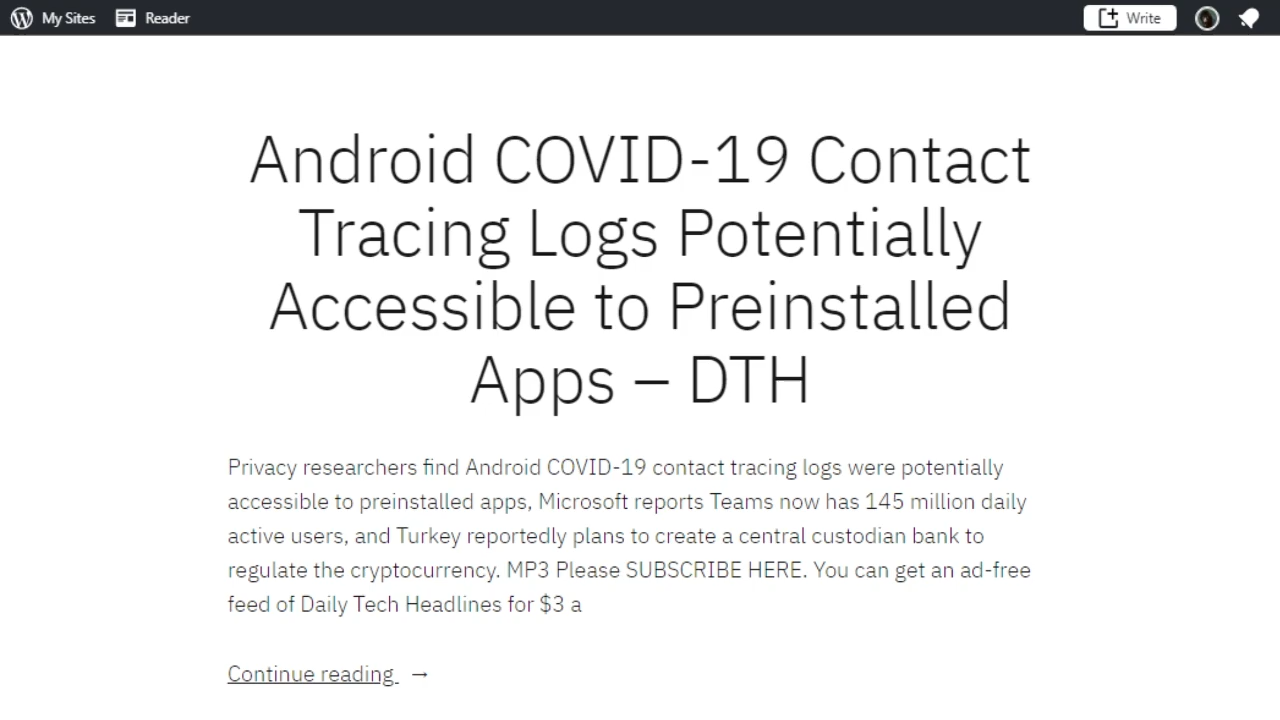 My Sites Reader Write
Android COVID-19 Contact
Tracing Logs Potentially
Accessible to Preinstalled
Apps – DTH
Privacy researchers find Android COVID-19 contact tracing logs were potentially
accessible to preinstalled apps, Microsoft reports Teams now has 145 million daily
active users, and Turkey reportedly plans to create a central custodian bank to
regulate the cryptocurrency. MP3 Please SUBSCRIBE HERE. You can get an ad-free
feed of Daily Tech Headlines for $3 a
Continue reading →